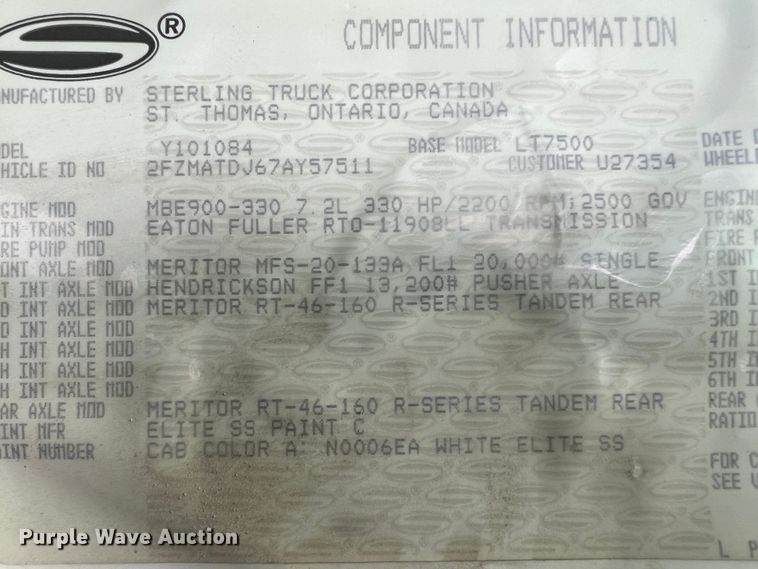 ®
COMPONENT INFORMATION
NUFACTURED BY STERLING TRUCK CORPORATION
ST. THOMAS, ONTARIO, CANADA
DEL Y101084 BASE MODEL LT7500 DATE
HICLE ID NO 2FZMATDJ67AY57511 CUSTOMER U27354 WHEEL
GINE MOD MBE900-330 7.2L 330 HP/2200 RPM; 2500 GOV ENGIN
IN TRANS MOD EATON FULLER RTO-11908LL TRANSMISSION TRANS
RE PUMP MOD FIRE
ONT AXLE MOD MERITOR MFS-20-133A FL1 20,000# SINGLE FRONT
T INT AXLE MOD HENDRICKSON FF1 13,200# PUSHER AXLE 1ST I
D INT AXLE MOD MERITOR RT-46-160 R-SERIES TANDEM REAR 2ND I
D INT AXLE MOD 3RD I
H INT AXLE MOD 4TH I
H INT AXLE MOD 5TH I
H INT AXLE MOD 6TH I
AR AXLE MOD MERITOR RT-46-160 R-SERIES TANDEM REAR REAR
INT MFR ELITE SS PAINT C RATIO
INT NUMBER CAB COLOR A: N0006EA WHITE ELITE SS
FOR C
SEE V
L P
Purple Wave Auction